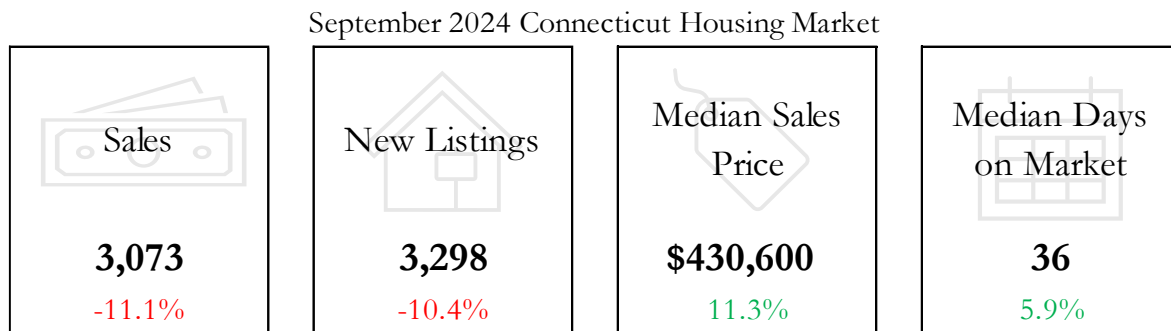 September 2024 Connecticut Housing Market
Sales
3,073
-11.1%
New Listings
3,298
-10.4%
Median Sales
Price
$430,600
11.3%
Median Days
on Market
36
5.9%